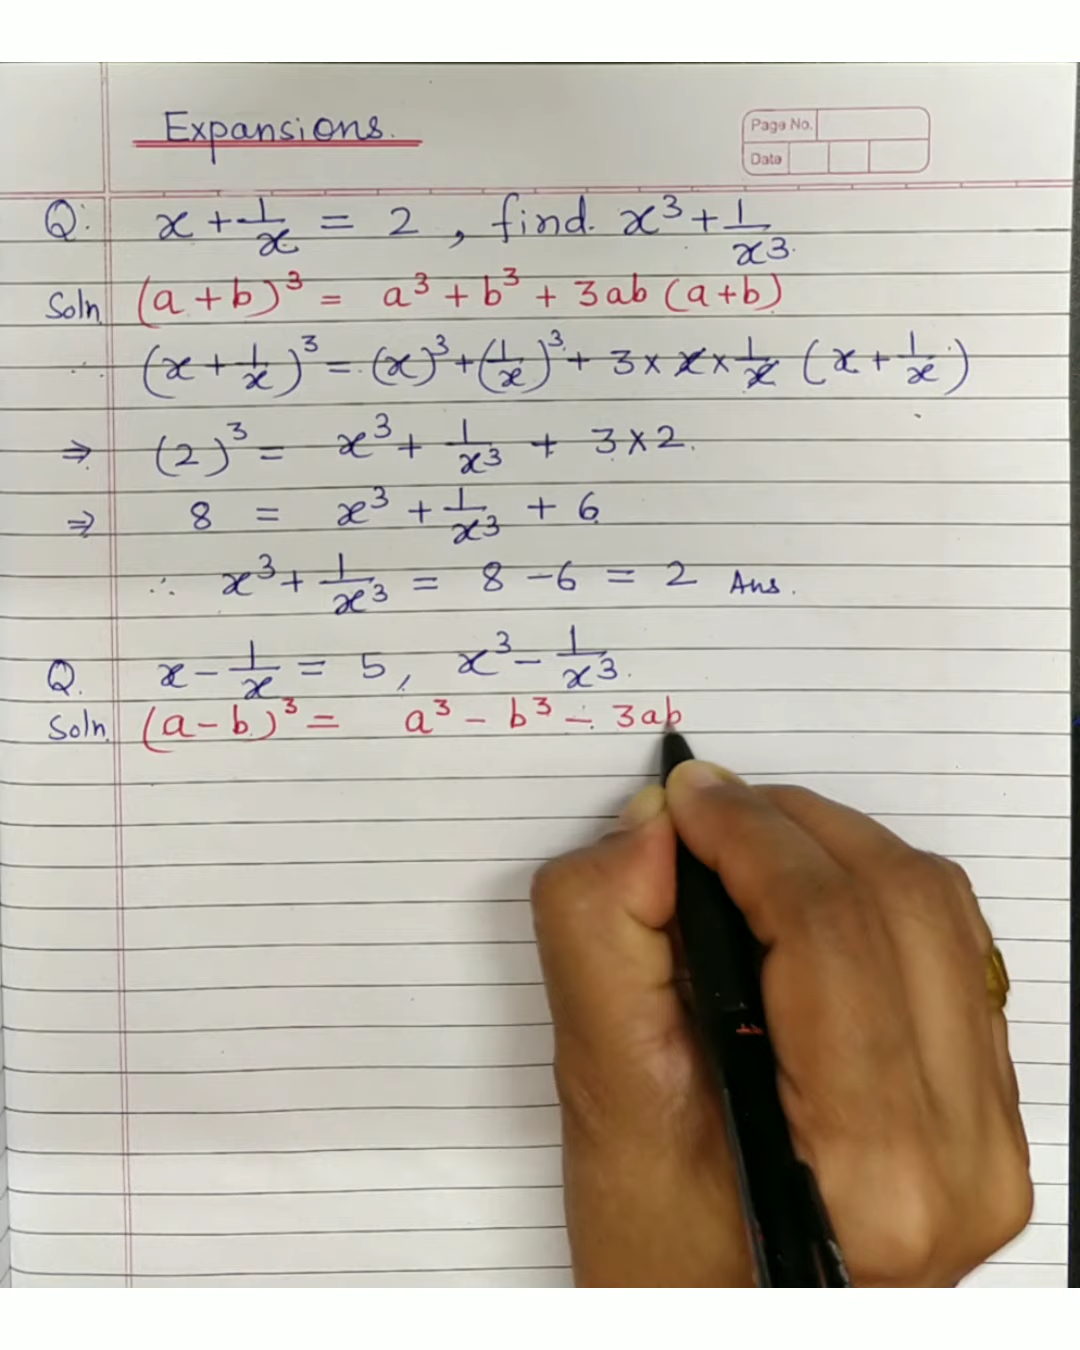 Expansions.
Page No.
Date
Q: x + 1/x = 2, find. x³ + 1/x³.
Soln (a + b)³ = a³ + b³ + 3ab (a+b)
∴ (x + 1/x)³ = (x)³ + (1/x)³ + 3 × x × 1/x (x + 1/x)
⇒ (2)³ = x³ + 1/x³ + 3 × 2.
⇒ 8 = x³ + 1/x³ + 6
∴ x³ + 1/x³ = 8 - 6 = 2 Ans.
Q. x - 1/x = 5, x³ - 1/x³.
Soln (a - b)³ = a³ - b³ - 3ab